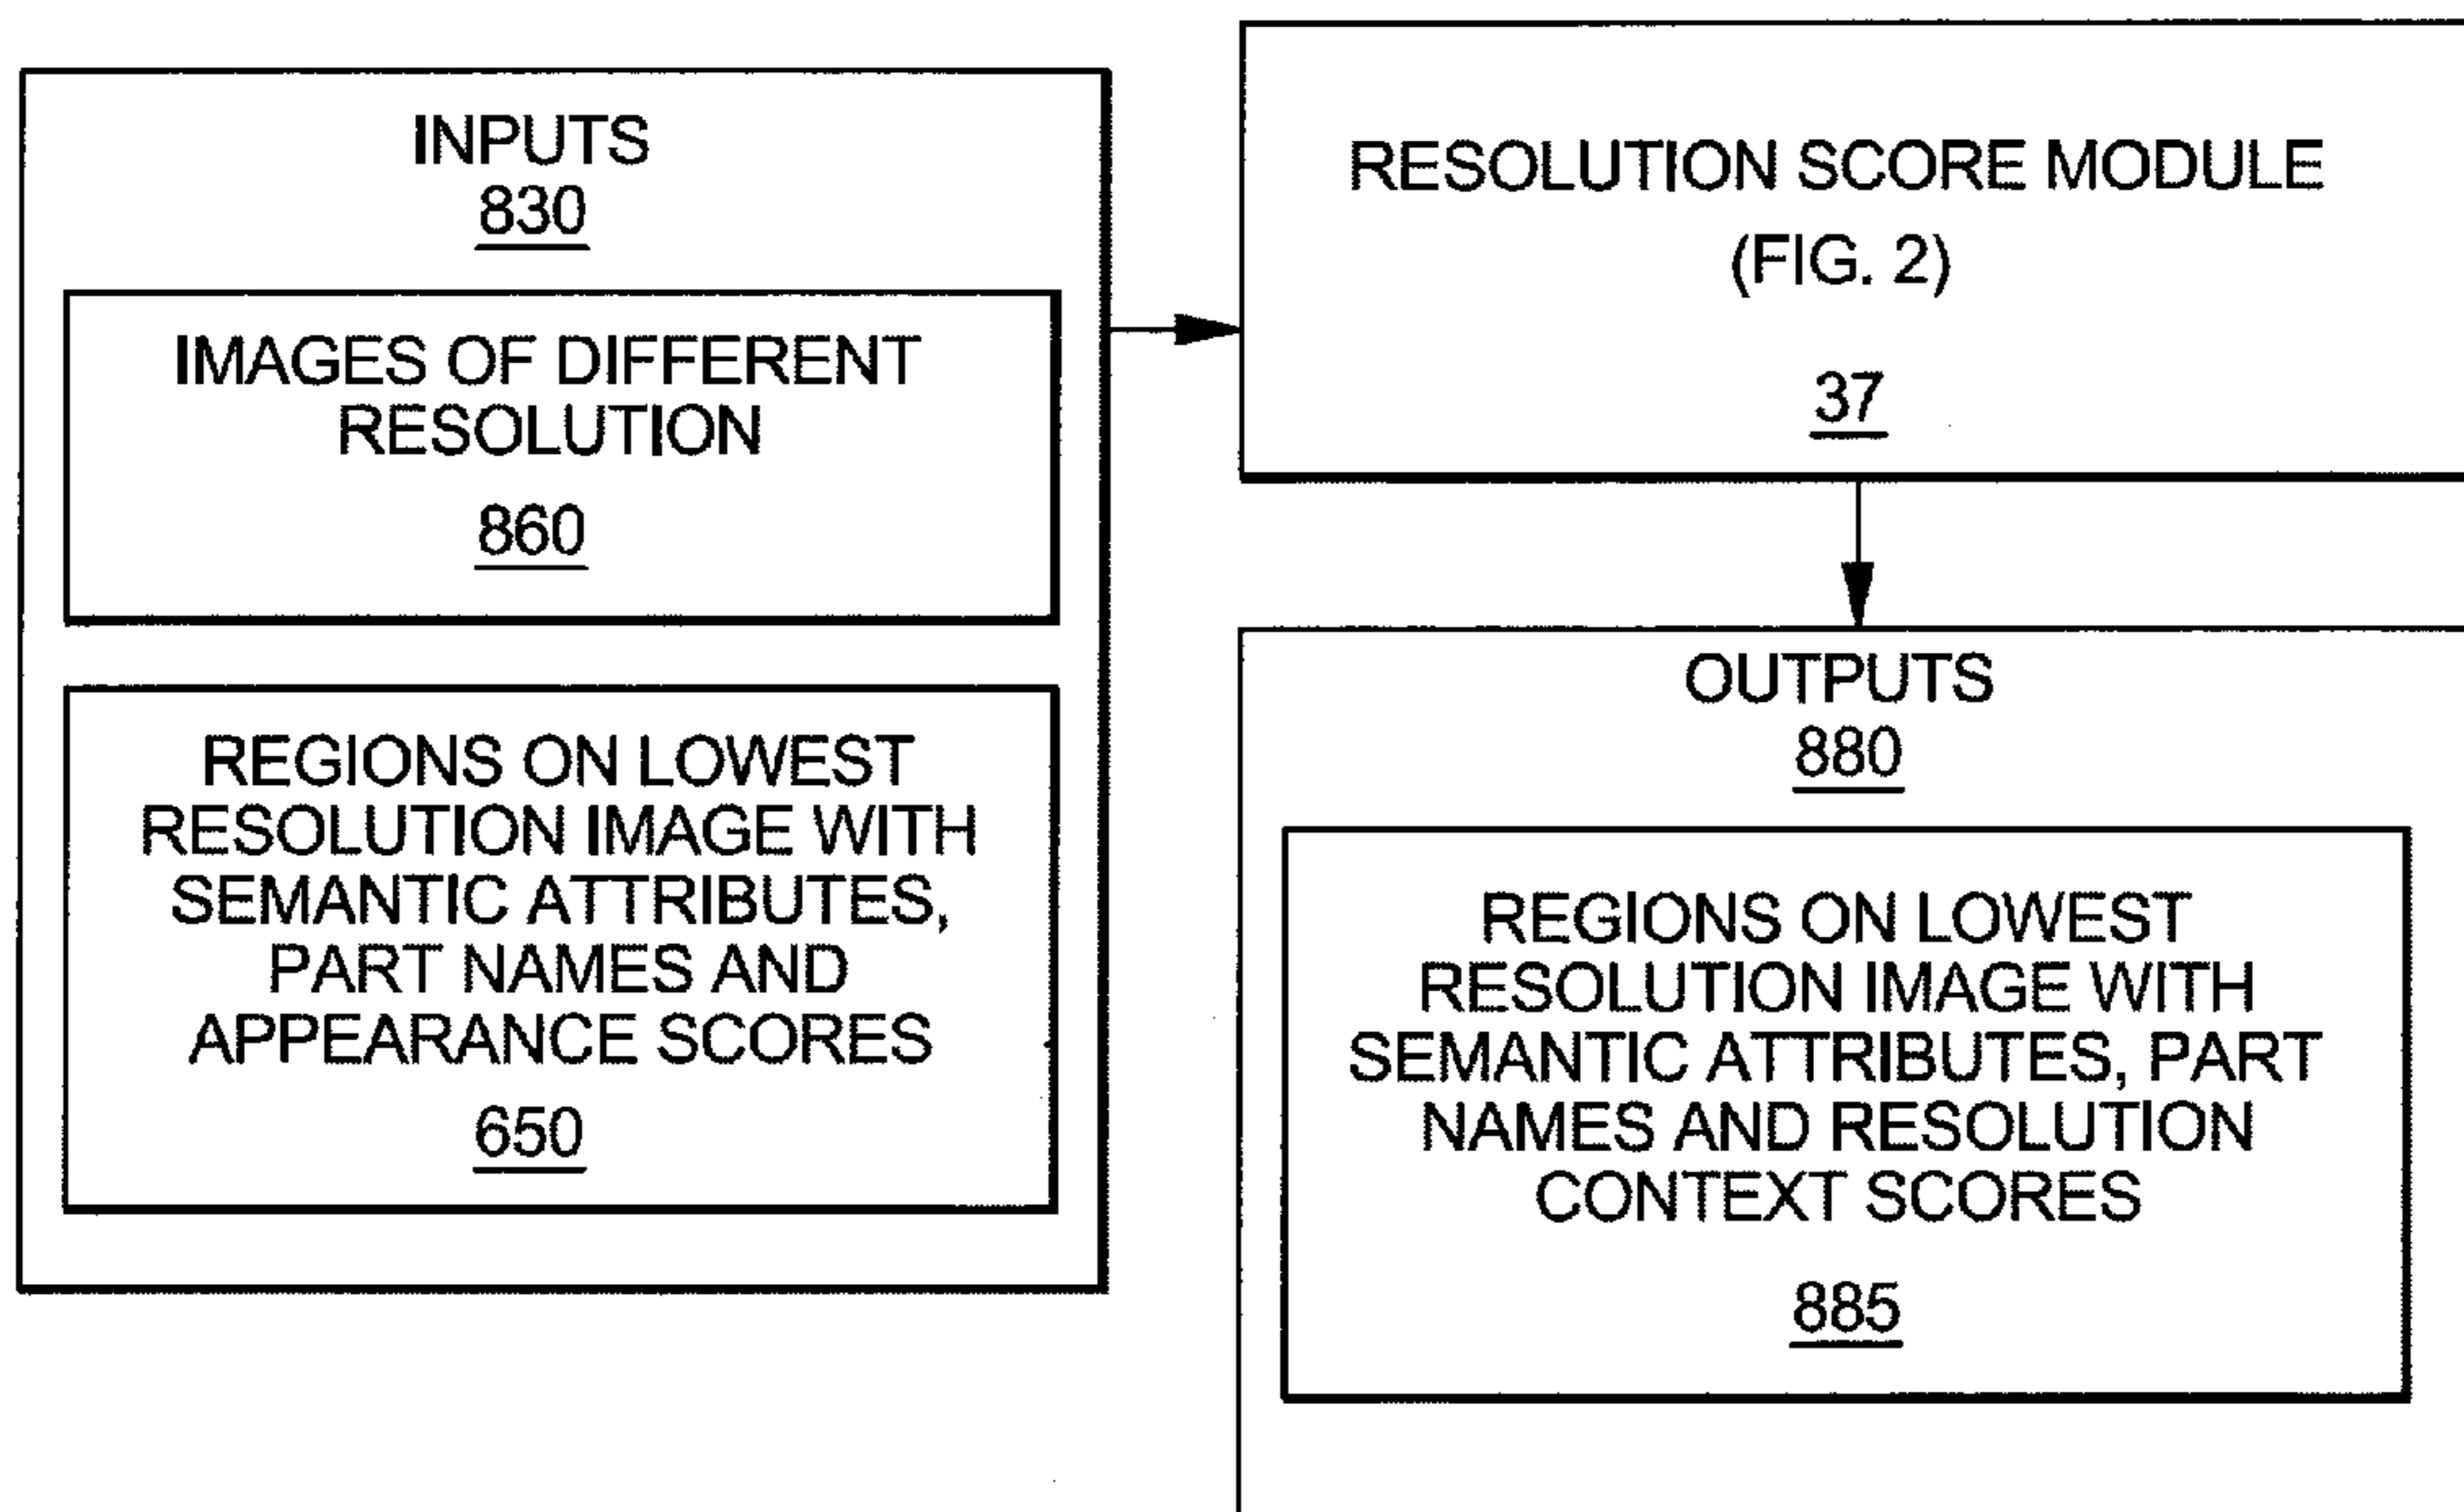 INPUTS
830
IMAGES OF DIFFERENT
RESOLUTION
860
REGIONS ON LOWEST
RESOLUTION IMAGE WITH
SEMANTIC ATTRIBUTES,
PART NAMES AND
APPEARANCE SCORES
650
RESOLUTION SCORE MODULE
(FIG. 2)
37
OUTPUTS
880
REGIONS ON LOWEST
RESOLUTION IMAGE WITH
SEMANTIC ATTRIBUTES, PART
NAMES AND RESOLUTION
CONTEXT SCORES
885